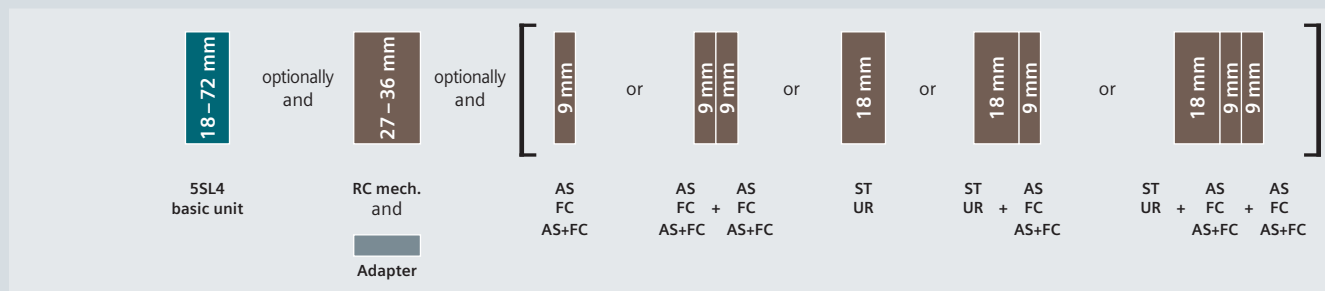 18–72 mm
optionally
and
27–36 mm
optionally
and
9 mm
or
9 mm
9 mm
or
18 mm
or
18 mm
9 mm
or
18 mm
9 mm
9 mm
5SL4
basic unit
RC mech.
and
Adapter
AS
FC
AS+FC
AS AS
FC + FC
AS+FC AS+FC
ST
UR
ST AS
UR + FC
AS+FC
ST AS AS
UR + FC + FC
AS+FC AS+FC